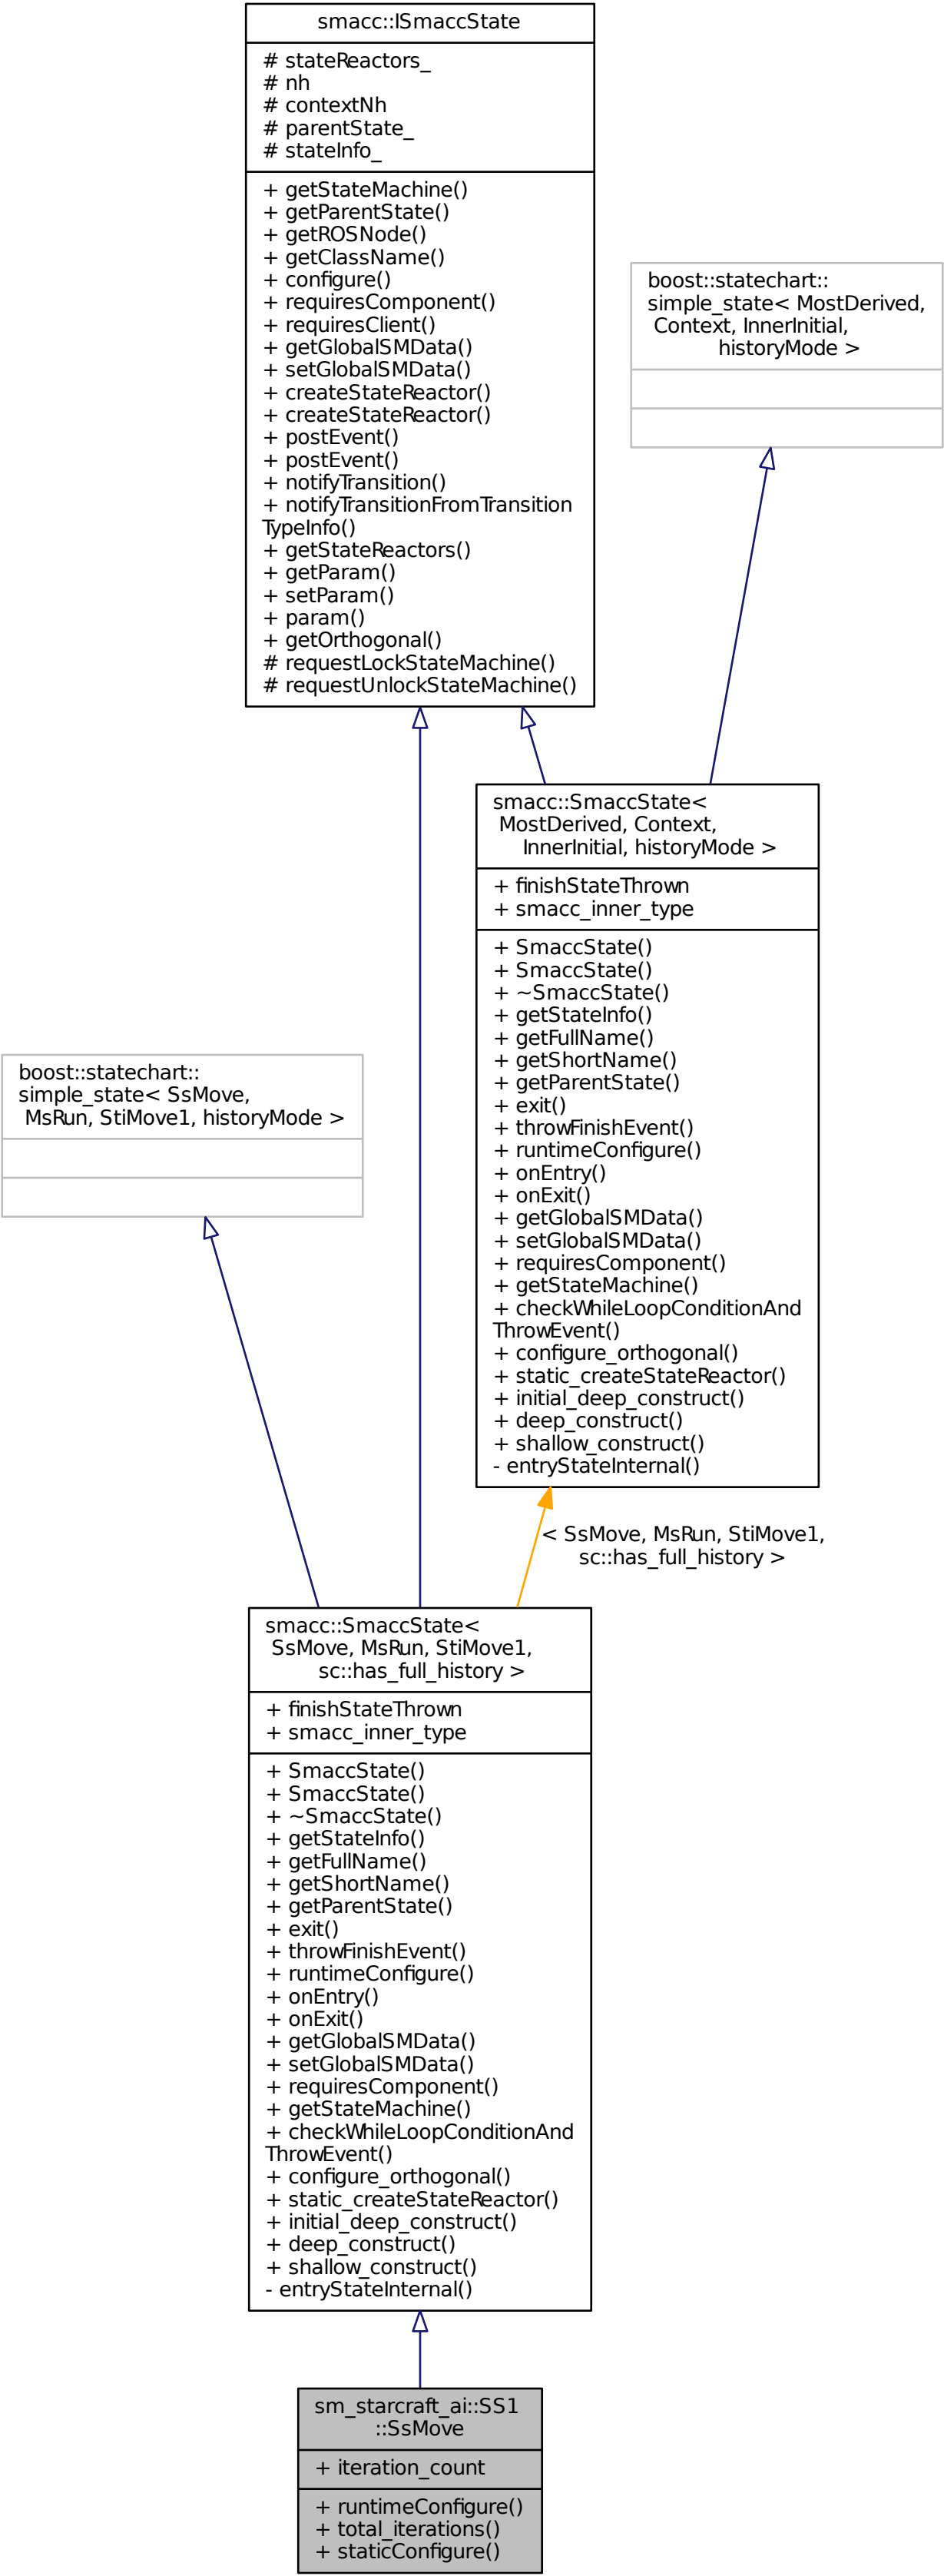 smacc::ISmaccState
# stateReactors_
# nh
# contextNh
# parentState_
# stateInfo_
+ getStateMachine()
+ getParentState()
+ getROSNode()
+ getClassName()
+ configure()
+ requiresComponent()
+ requiresClient()
+ getGlobalSMData()
+ setGlobalSMData()
+ createStateReactor()
+ createStateReactor()
+ postEvent()
+ postEvent()
+ notifyTransition()
+ notifyTransitionFromTransition
TypeInfo()
+ getStateReactors()
+ getParam()
+ setParam()
+ param()
+ getOrthogonal()
# requestLockStateMachine()
# requestUnlockStateMachine()
boost::statechart::
simple_state< MostDerived,
Context, InnerInitial,
historyMode >
smacc::SmaccState<
MostDerived, Context,
InnerInitial, historyMode >
+ finishStateThrown
+ smacc_inner_type
+ SmaccState()
+ SmaccState()
+ ~SmaccState()
+ getStateInfo()
+ getFullName()
+ getShortName()
+ getParentState()
+ exit()
+ throwFinishEvent()
+ runtimeConfigure()
+ onEntry()
+ onExit()
+ getGlobalSMData()
+ setGlobalSMData()
+ requiresComponent()
+ getStateMachine()
+ checkWhileLoopConditionAnd
ThrowEvent()
+ configure_orthogonal()
+ static_createStateReactor()
+ initial_deep_construct()
+ deep_construct()
+ shallow_construct()
- entryStateInternal()
boost::statechart::
simple_state< SsMove,
MsRun, StiMove1, historyMode >
< SsMove, MsRun, StiMove1,
sc::has_full_history >
smacc::SmaccState<
SsMove, MsRun, StiMove1,
sc::has_full_history >
+ finishStateThrown
+ smacc_inner_type
+ SmaccState()
+ SmaccState()
+ ~SmaccState()
+ getStateInfo()
+ getFullName()
+ getShortName()
+ getParentState()
+ exit()
+ throwFinishEvent()
+ runtimeConfigure()
+ onEntry()
+ onExit()
+ getGlobalSMData()
+ setGlobalSMData()
+ requiresComponent()
+ getStateMachine()
+ checkWhileLoopConditionAnd
ThrowEvent()
+ configure_orthogonal()
+ static_createStateReactor()
+ initial_deep_construct()
+ deep_construct()
+ shallow_construct()
- entryStateInternal()
sm_starcraft_ai::SS1
::SsMove
+ iteration_count
+ runtimeConfigure()
+ total_iterations()
+ staticConfigure()